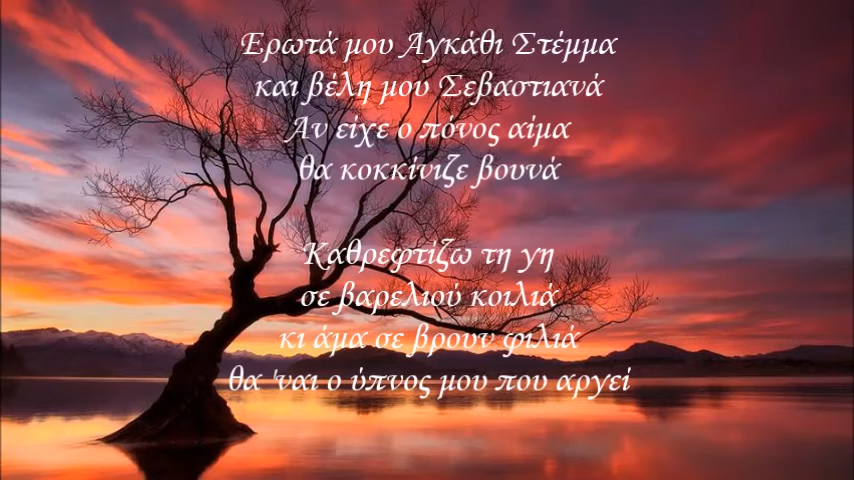 Ερωτά μου Αγκάθι Στέμμα
και βέλη μου Σεβαστιανά
Αν είχε ο πόνος αίμα
θα κοκκίνιζε βουνά
Καθρεφτίζω τη γη
σε βαρελιού κοιλιά
κι άμα σε βρουν φιλιά
θα 'ναι ο ύπνος μου που αργεί